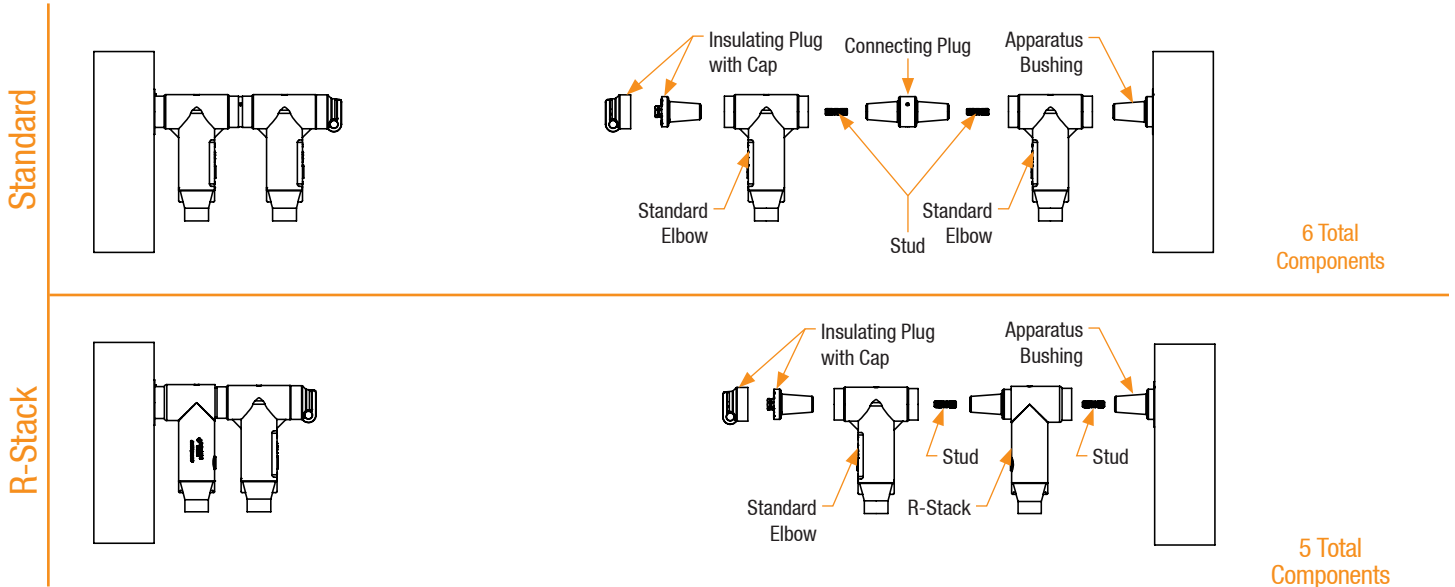 Standard
Insulating Plug
with Cap
Connecting Plug
Apparatus
Bushing
Standard
Elbow
Stud
Standard
Elbow
6 Total
Components
R-Stack
Insulating Plug
with Cap
Apparatus
Bushing
Stud
Stud
Standard
Elbow
R-Stack
5 Total
Components